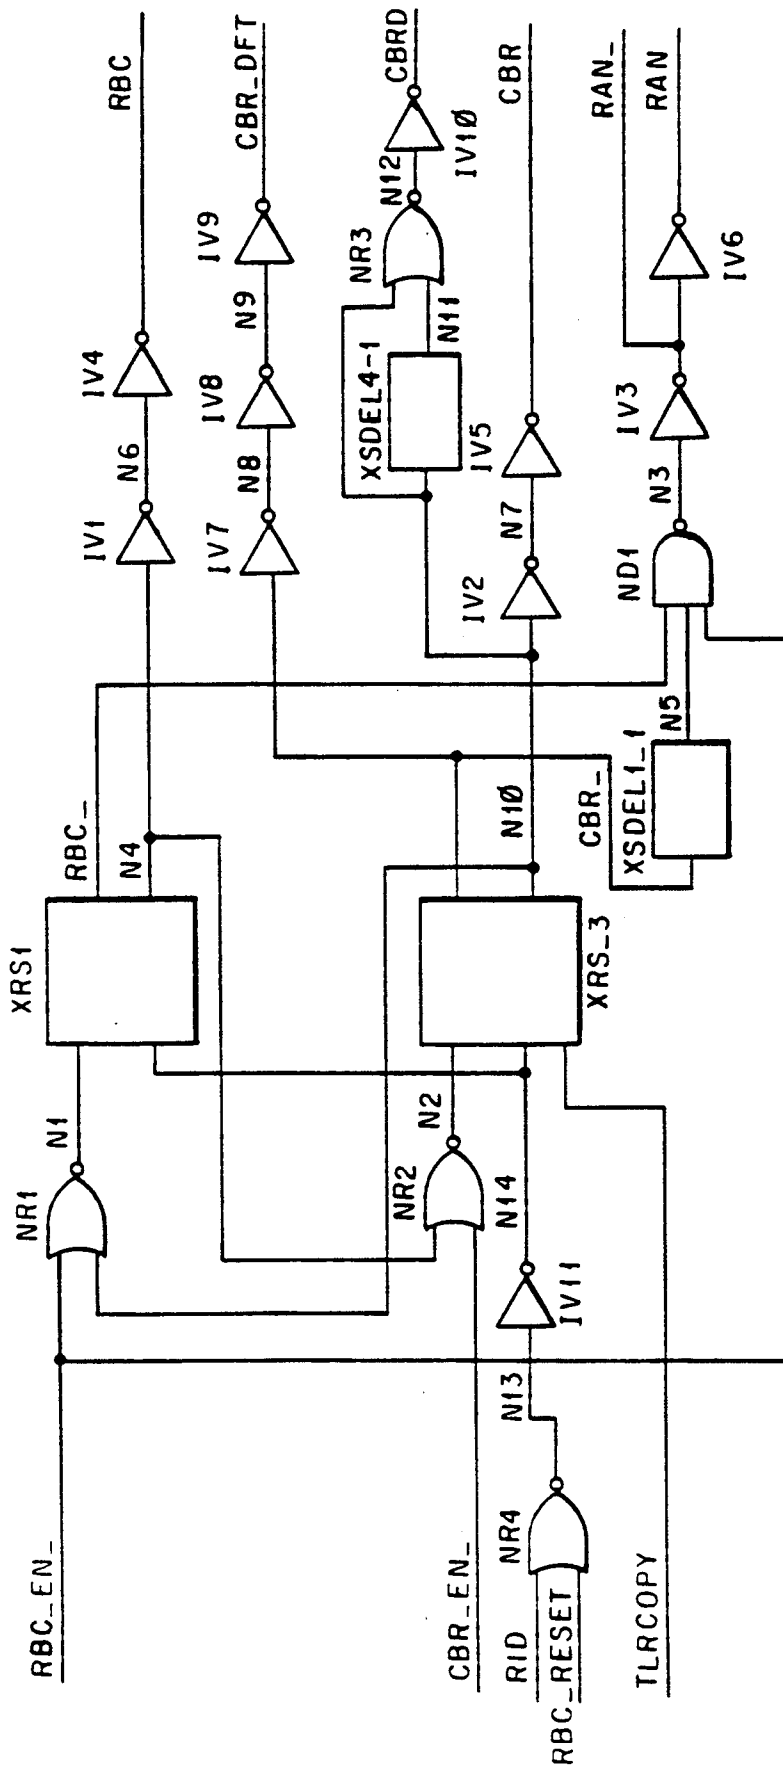 RBC_EN_
NR1
N1
XRS1
RBC_
N4
IV1
N6
IV4
RBC
IV7
N8
IV8
N9
IV9
CBR_DFT
CBR_EN_
NR2
N2
XRS_3
N10
XSDEL4-1
N11
NR3
N12
IV10
CBRD
IV2
N7
IV5
CBR
RID
RBC_RESET
NR4
N13
IV11
N14
TLRCOPY
CBR_
XSDEL1_1
N5
ND1
N3
IV3
RAN_
IV6
RAN